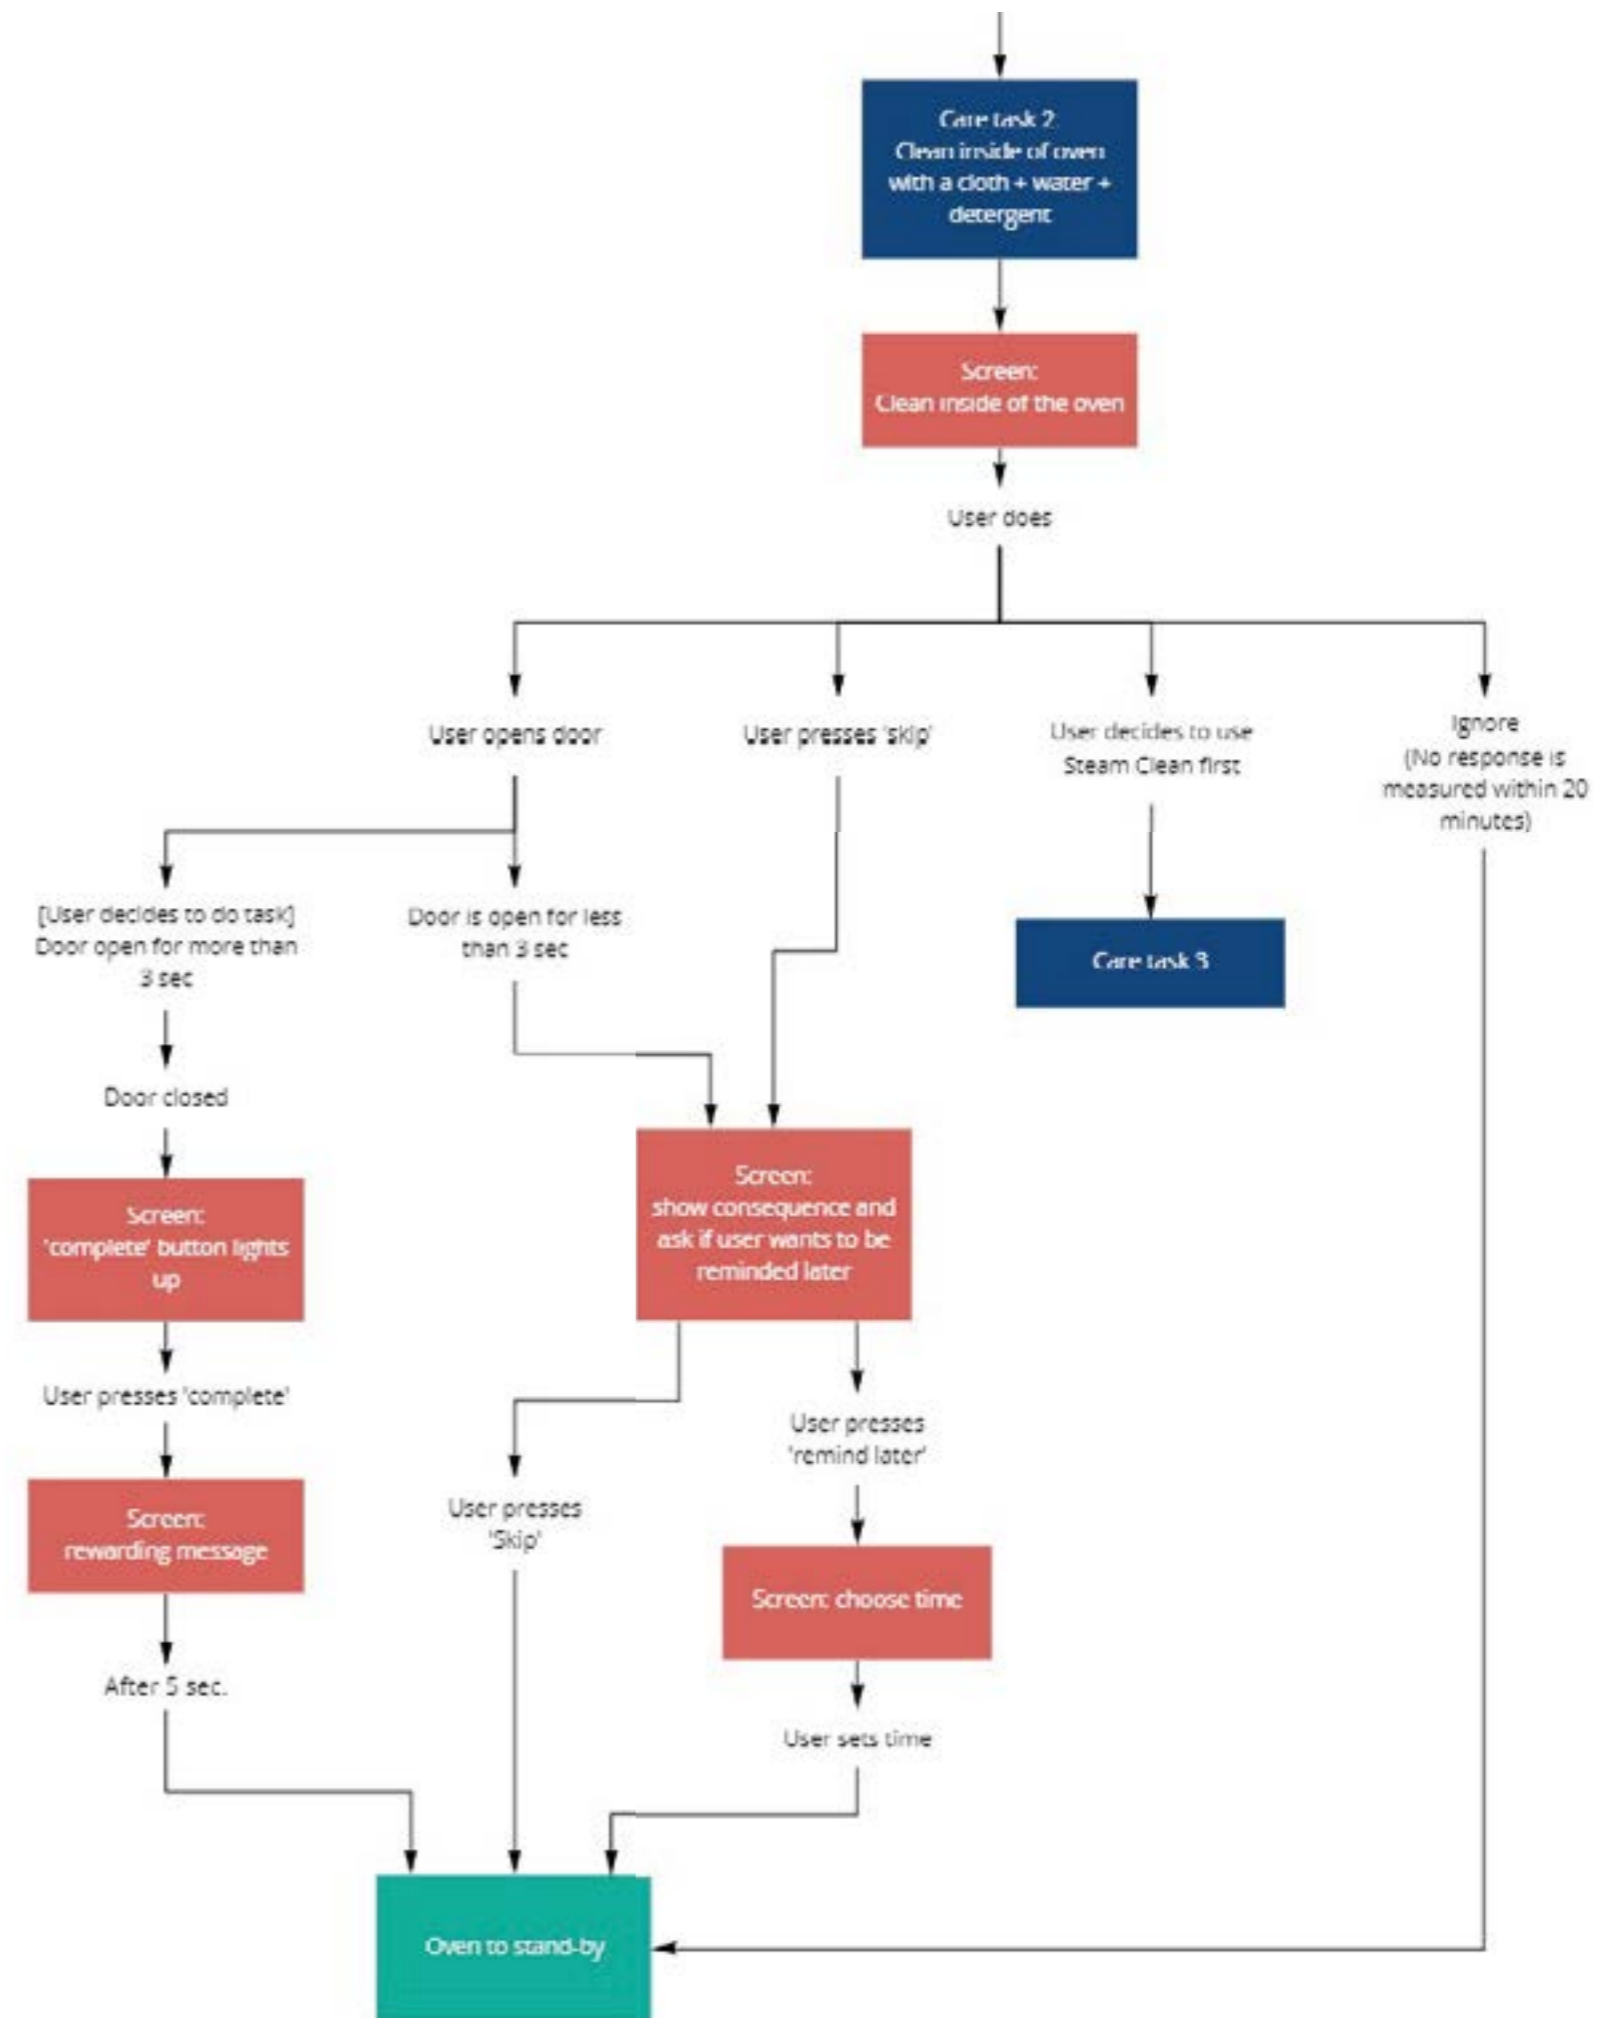 Care task 2
Clean inside of oven
with a cloth + water +
detergent
Screen:
Clean inside of the oven
User does
User opens door
User presses 'skip'
User decides to use
Steam Clean first
Ignore
(No response is
measured within 20
minutes)
[User decides to do task]
Door open for more than
3 sec
Door is open for less
than 3 sec
Care task 3
Door closed
Screen:
'complete' button lights
up
Screen:
show consequence and
ask if user wants to be
reminded later
User presses 'complete'
User presses
'remind later'
Screen:
rewarding message
User presses
'Skip'
Screen: choose time
After 5 sec.
User sets time
Oven to stand-by